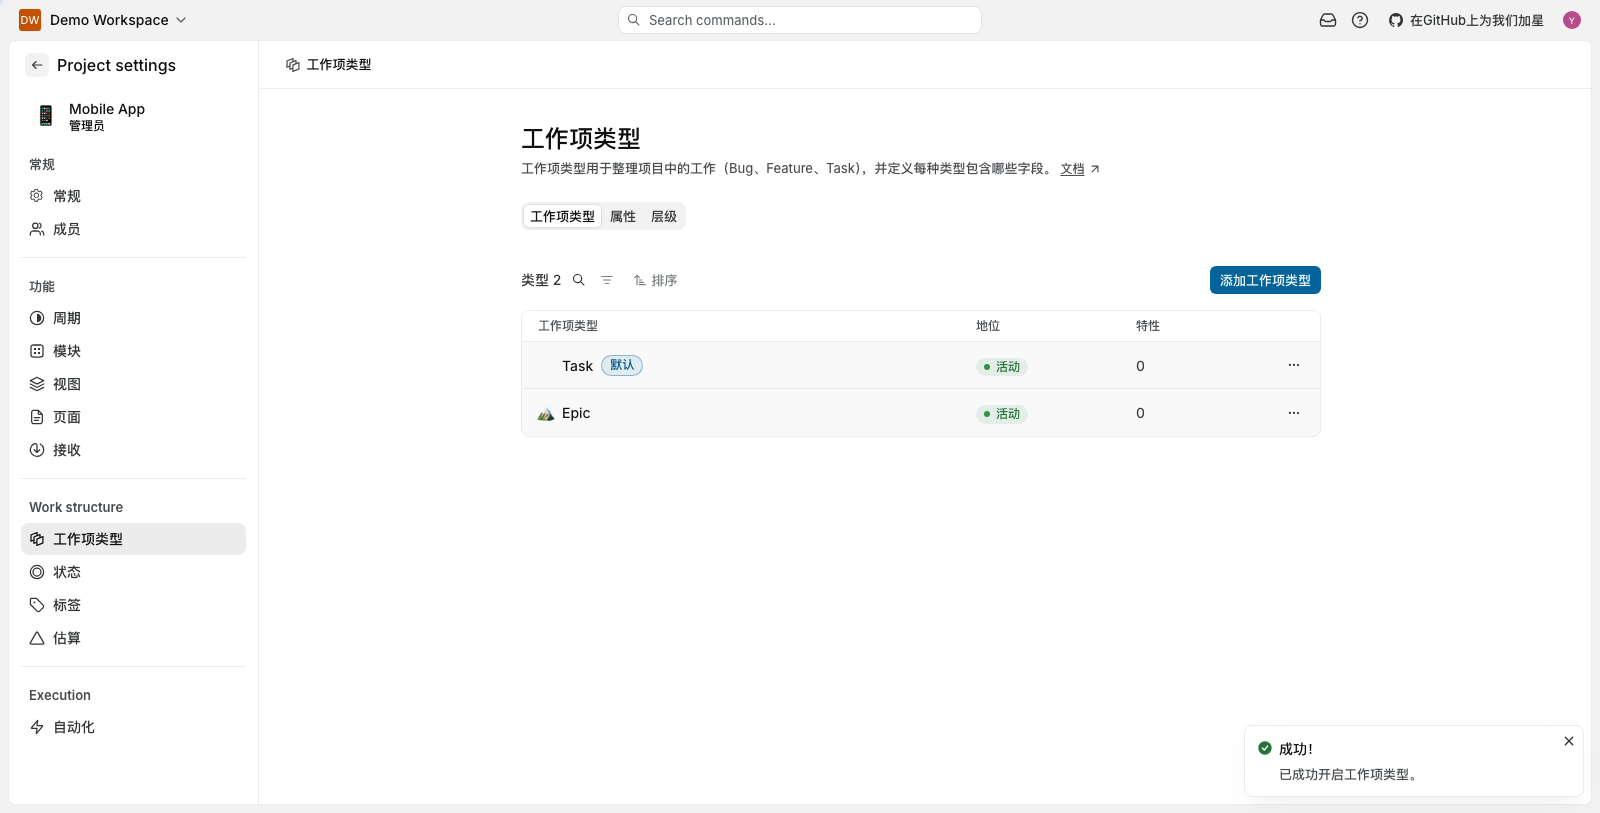 DW Demo Workspace
Search commands...
在GitHub上为我们加星
Y
Project settings
Mobile App
管理员
常规
常规
成员
功能
周期
模块
视图
页面
接收
Work structure
工作项类型
状态
标签
估算
Execution
自动化
工作项类型
工作项类型
工作项类型用于整理项目中的工作（Bug、Feature、Task），并定义每种类型包含哪些字段。 文档
工作项类型 属性 层级
类型 2 排序 添加工作项类型
工作项类型 地位 特性
Task 默认 活动 0
Epic 活动 0
成功！
已成功开启工作项类型。